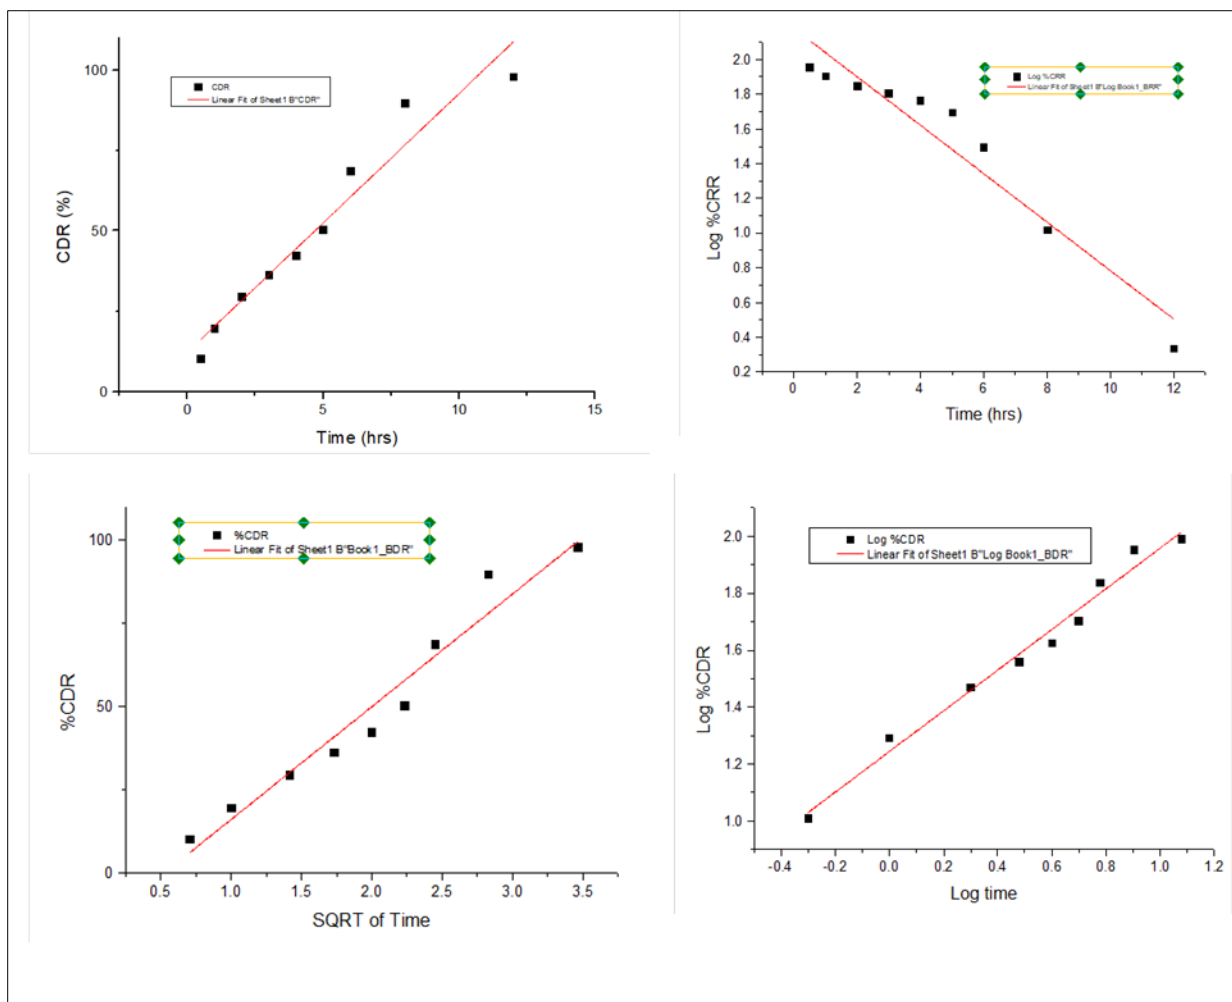 CDR
Linear Fit of Sheet1 B"CDR"
100
50
0
CDR (%)
0 5 10 15
Time (hrs)
Log %CRR
Linear Fit of Sheet1 B"Log Book1_BRR"
2.0
1.8
1.6
1.4
1.2
1.0
0.8
0.6
0.4
0.2
Log %CRR
0 2 4 6 8 10 12
Time (hrs)
%CDR
Linear Fit of Sheet1 B"Book1_BDR"
100
50
0
%CDR
0.5 1.0 1.5 2.0 2.5 3.0 3.5
SQRT of Time
Log %CDR
Linear Fit of Sheet1 B"Log Book1_BDR"
2.0
1.8
1.6
1.4
1.2
1.0
Log %CDR
-0.4 -0.2 0.0 0.2 0.4 0.6 0.8 1.0 1.2
Log time